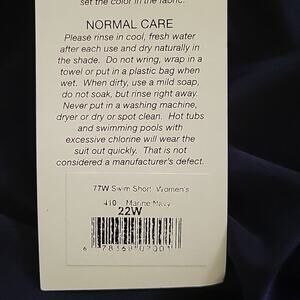 set the color in the fabric.
NORMAL CARE
Please rinse in cool, fresh water
after each use and dry naturally in
the shade. Do not wring, wrap in a
towel or put in a plastic bag when
wet. When dirty, use a mild soap,
do not soak, but rinse right away.
Never put in a washing machine,
dryer or dry or spot clean. Hot tubs
and swimming pools with
excessive chlorine will wear the
suit out quickly. That is not
considered a manufacturer's defect.
77W Swim Short Women's
410 Marine Navy
22W